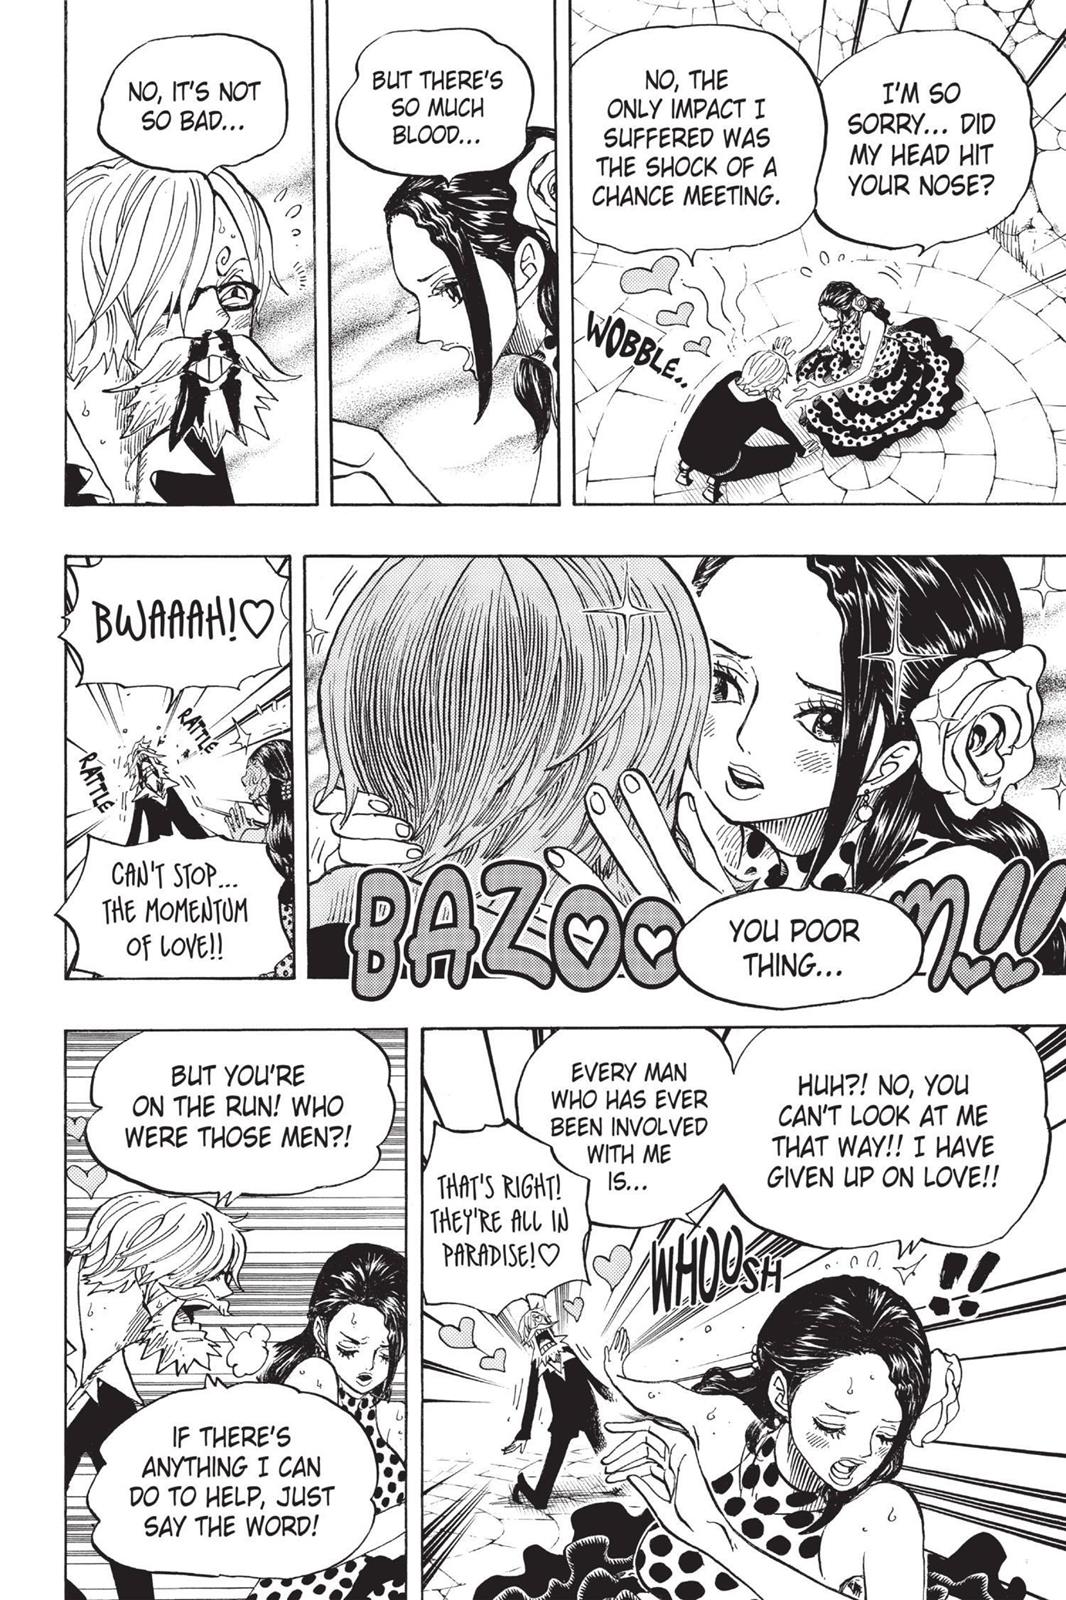 I'M SO
SORRY... DID
MY HEAD HIT
YOUR NOSE?
NO, THE
ONLY IMPACT I
SUFFERED WAS
THE SHOCK OF A
CHANCE MEETING.
WOBBLE..
BUT THERE'S
SO MUCH
BLOOD...
NO, IT'S NOT
SO BAD...
YOU POOR
THING...
BAZOO M!!
BWAAAH!♡
RATTLE
RATTLE
CAN'T STOP...
THE MOMENTUM
OF LOVE!!
HUH?! NO, YOU
CAN'T LOOK AT ME
THAT WAY!! I HAVE
GIVEN UP ON LOVE!!
!!
EVERY MAN
WHO HAS EVER
BEEN INVOLVED
WITH ME
IS...
WHOOSH
THAT'S RIGHT!
THEY'RE ALL IN
PARADISE!♡
BUT YOU'RE
ON THE RUN! WHO
WERE THOSE MEN?!
IF THERE'S
ANYTHING I CAN
DO TO HELP, JUST
SAY THE WORD!